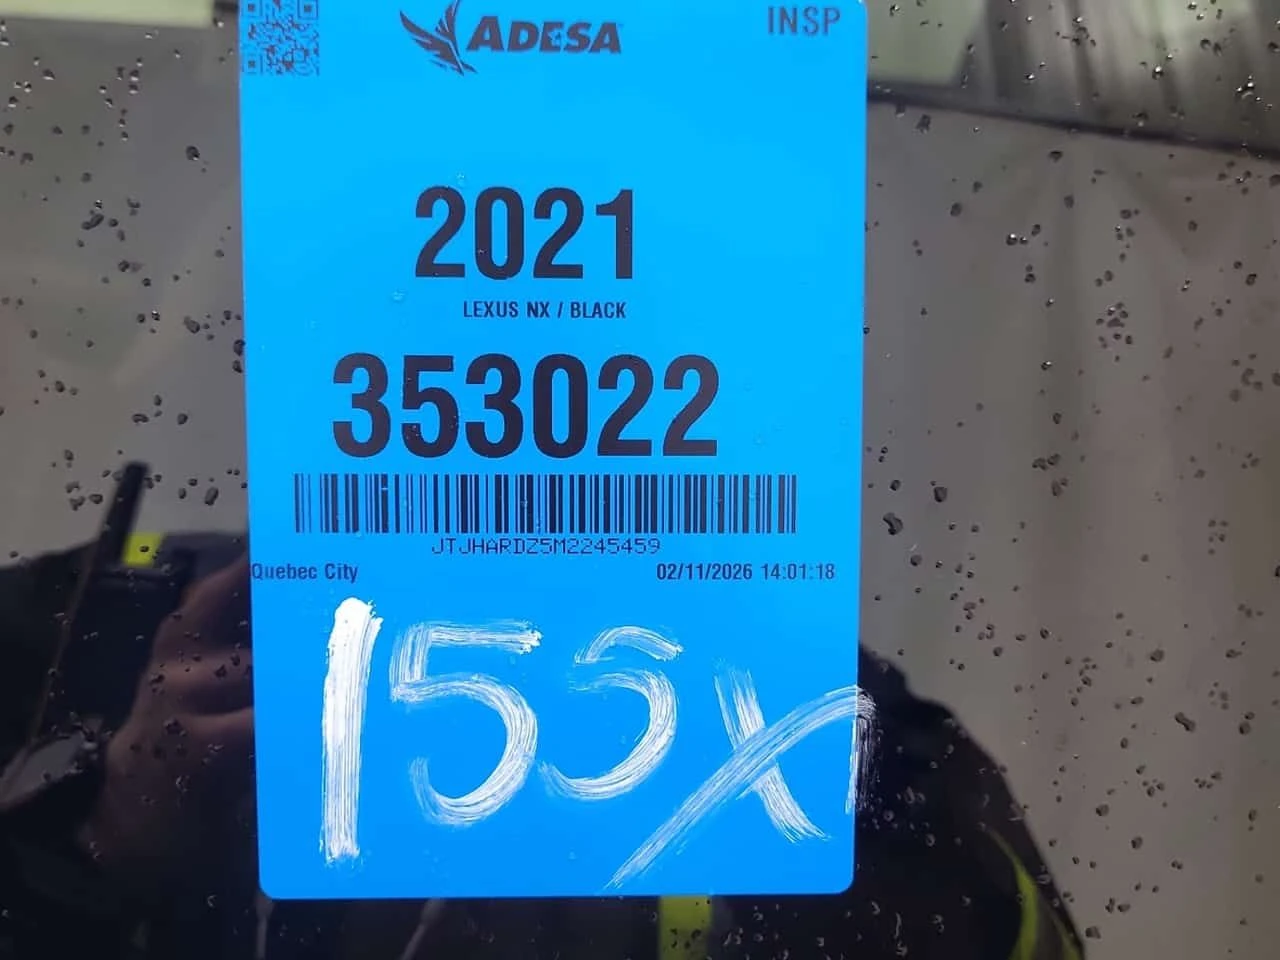 ADESA
INSP
2021
LEXUS NX / BLACK
353022
JTJHARDZ5M2245459
Quebec City 02/11/2026 14:01:18
155X